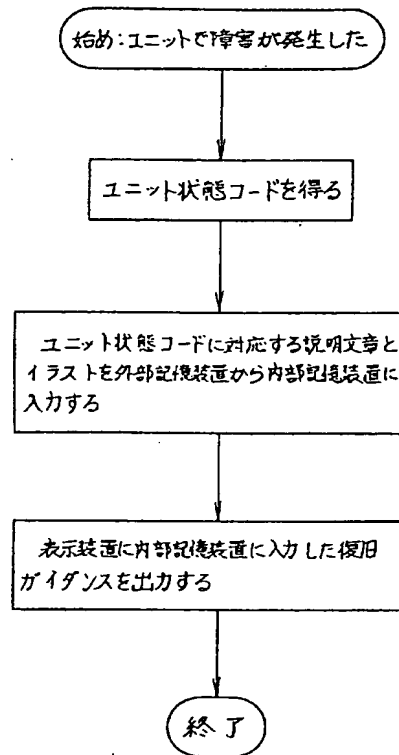 始め:ユニットで障害が発生した
ユニット状態コードを得る
ユニット状態コードに対応する説明文章と
イラストを外部記憶装置から内部記憶装置に
入力する
表示装置に内部記憶装置に入力した復旧
ガイダンスを出力する
終了